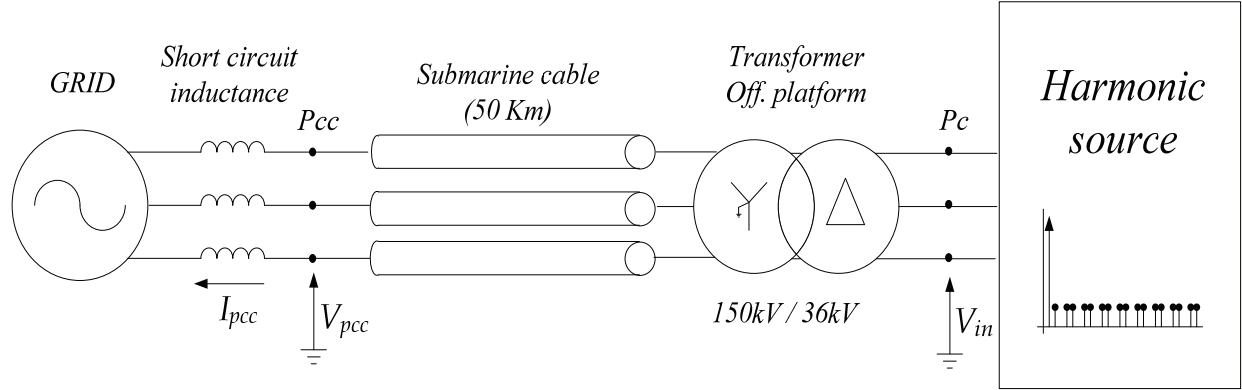 GRID
Short circuit
inductance
Pcc
Submarine cable
(50 Km)
Transformer
Off. platform
Pc
Harmonic
source
Ipcc
Vpcc
150kV / 36kV
Vin